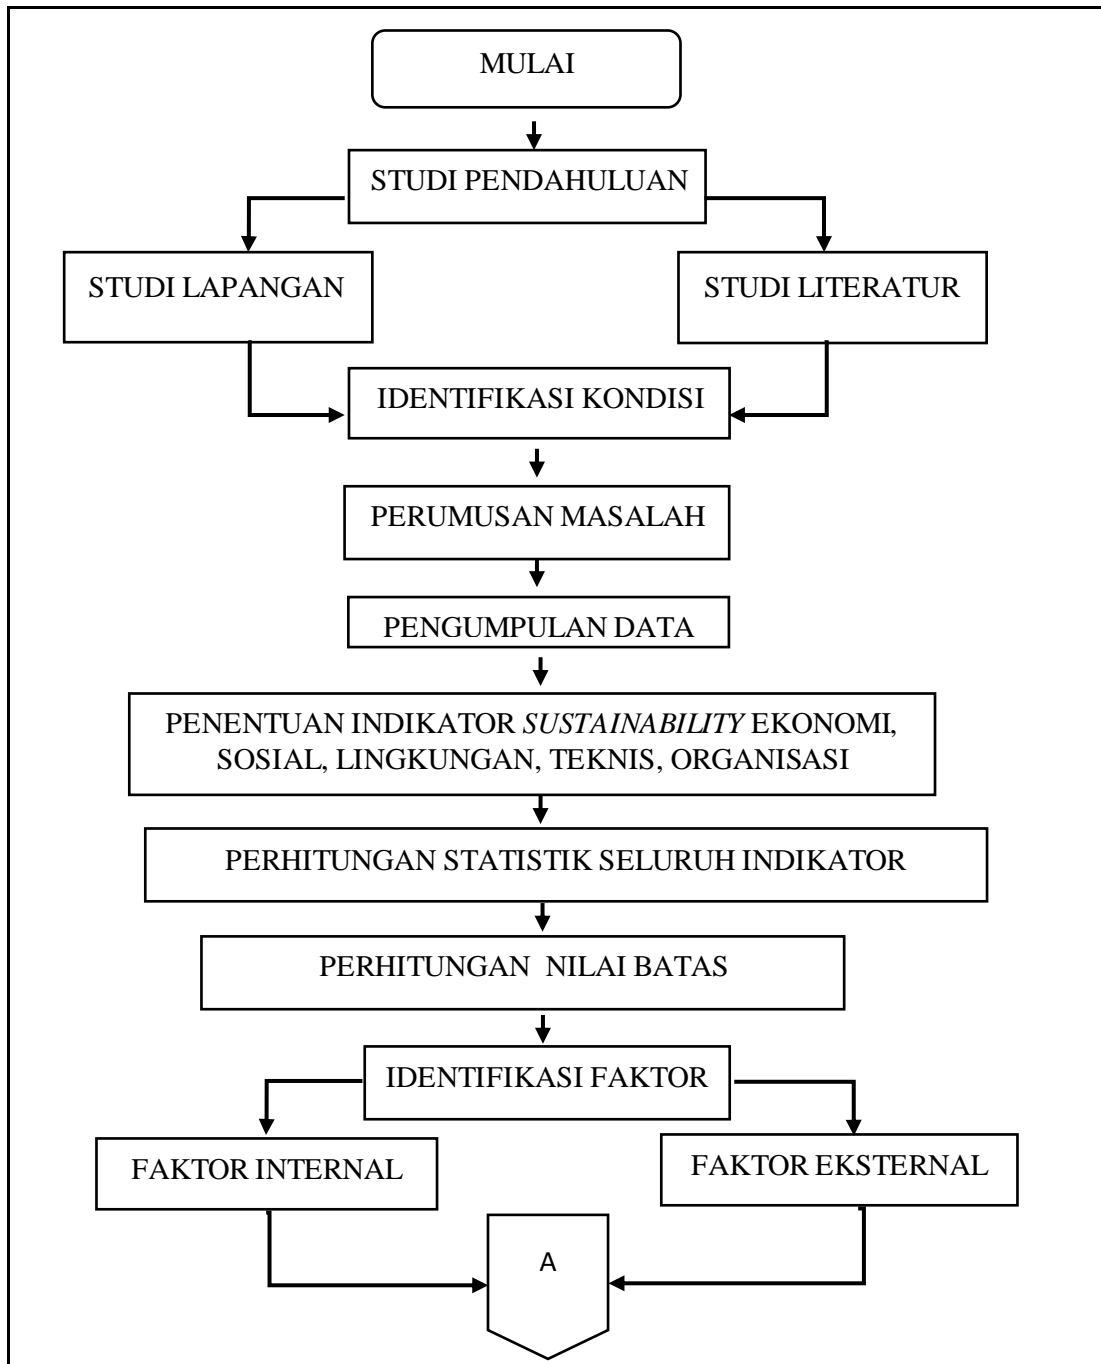 MULAI
STUDI PENDAHULUAN
STUDI LAPANGAN
STUDI LITERATUR
IDENTIFIKASI KONDISI
PERUMUSAN MASALAH
PENGUMPULAN DATA
PENENTUAN INDIKATOR SUSTAINABILITY EKONOMI,
SOSIAL, LINGKUNGAN, TEKNIS, ORGANISASI
PERHITUNGAN STATISTIK SELURUH INDIKATOR
PERHITUNGAN NILAI BATAS
IDENTIFIKASI FAKTOR
FAKTOR INTERNAL
FAKTOR EKSTERNAL
A